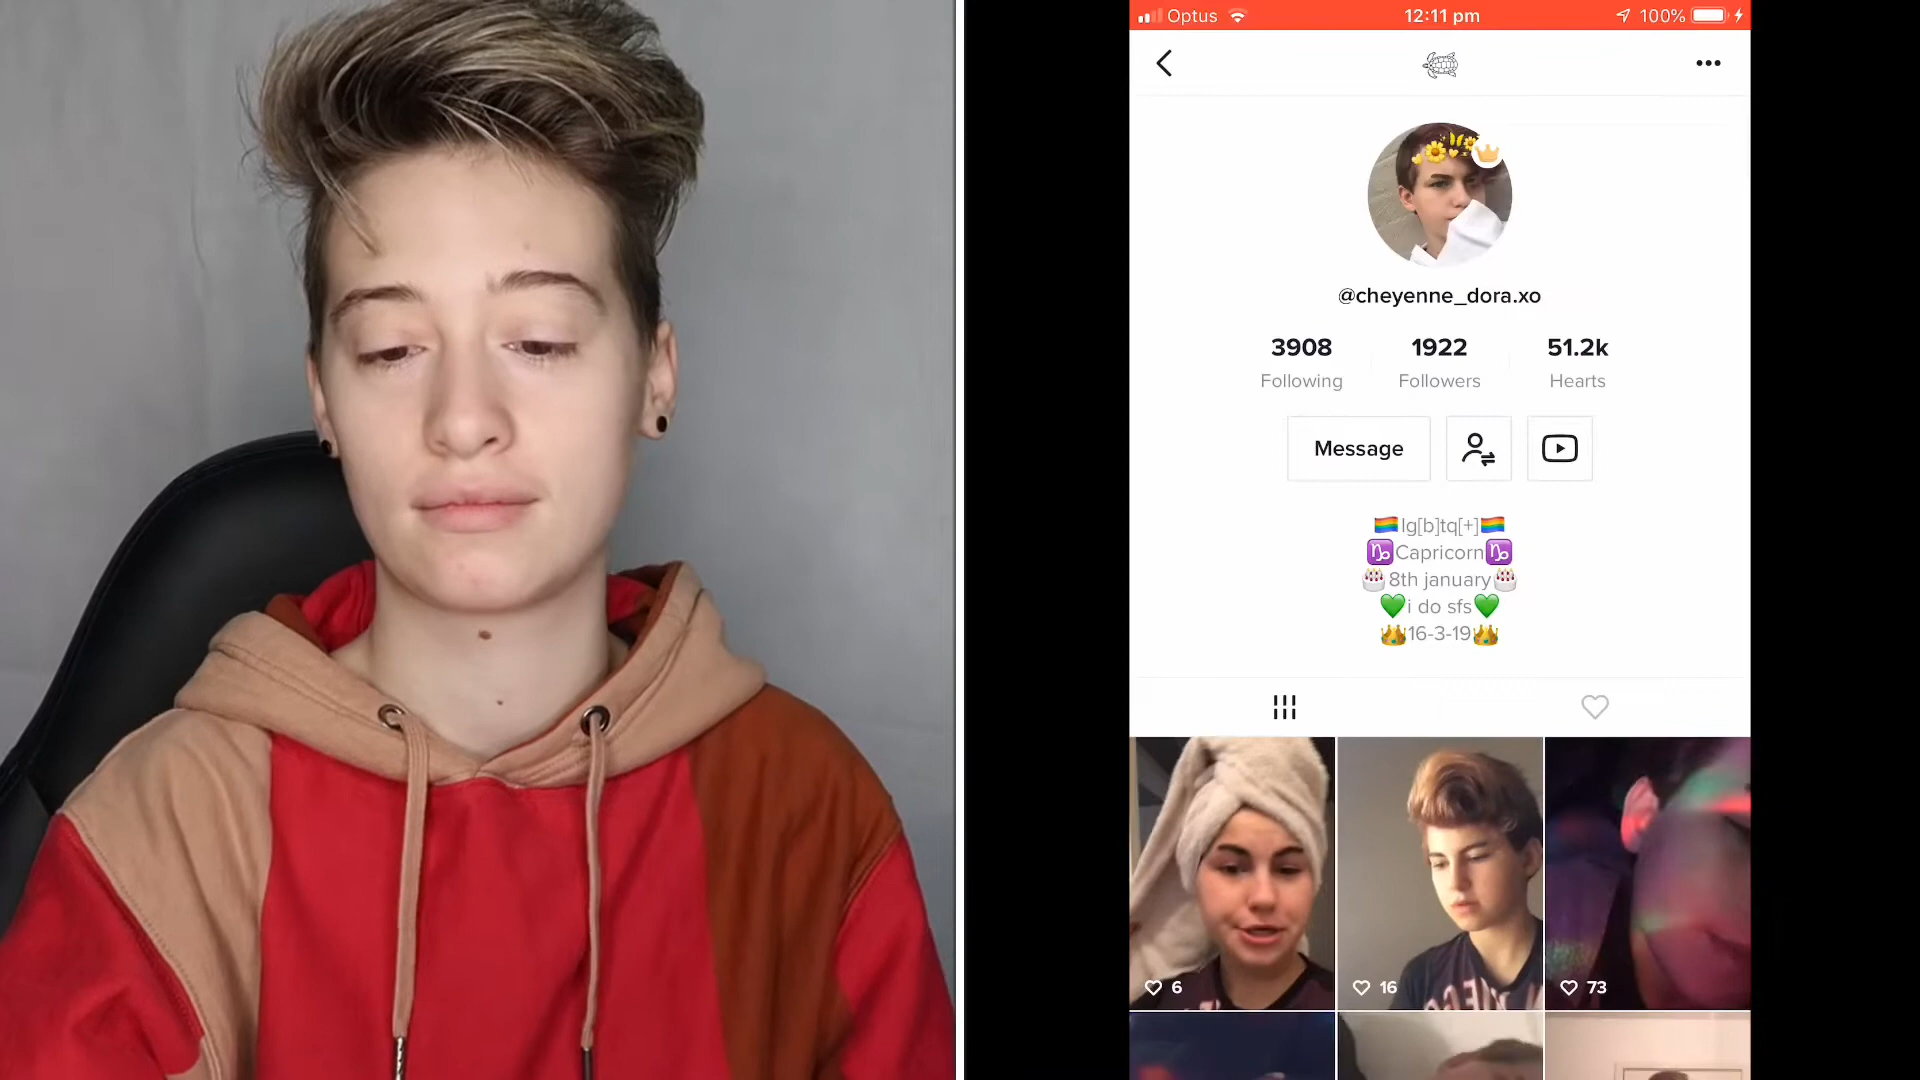 Optus
12:11 pm
100%
@cheyenne_dora.xo
3908 1922 51.2k
Following Followers Hearts
Message
🏳️‍🌈lg[b]tq[+]🏳️‍🌈
♑Capricorn♑
🎂8th january🎂
💚i do sfs💚
👑16-3-19👑
6 16 73